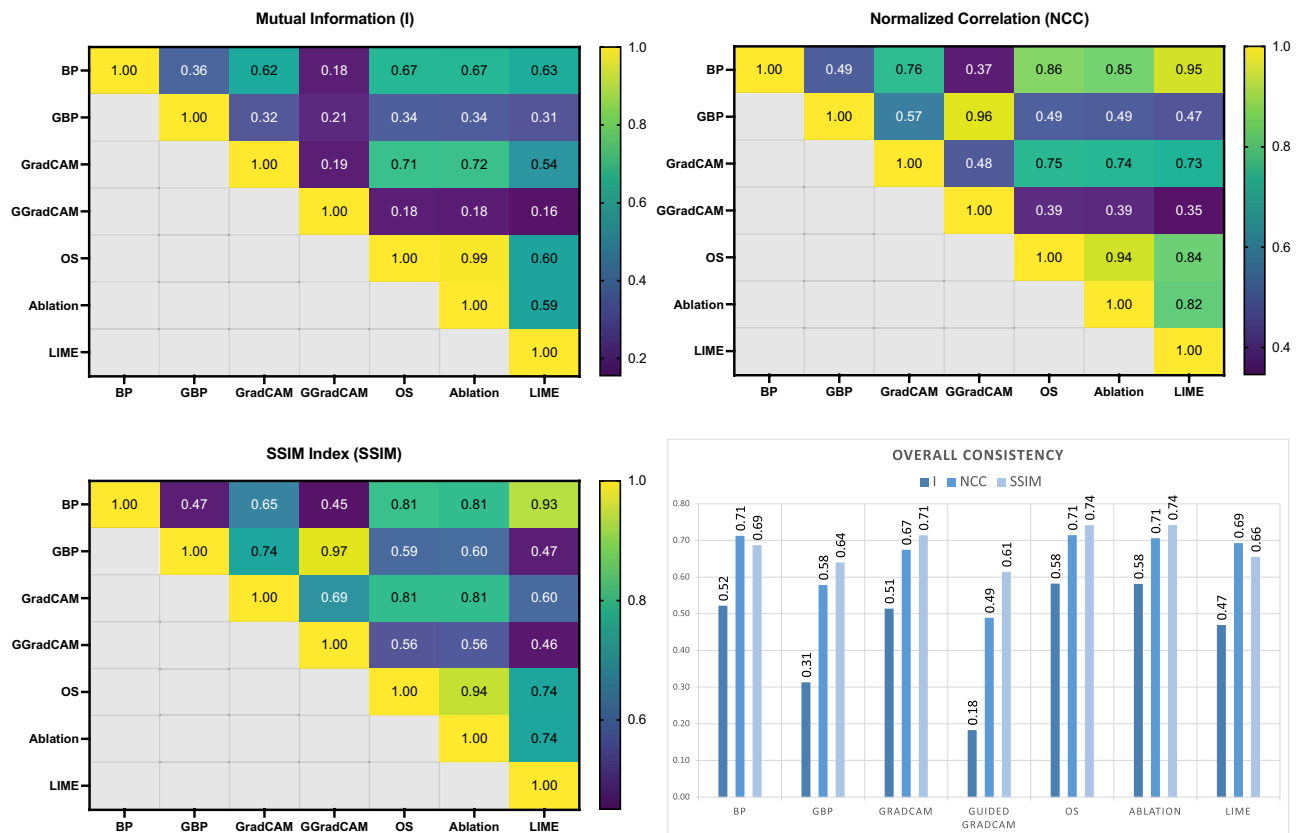 Mutual Information (I)
BP 1.00 0.36 0.62 0.18 0.67 0.67 0.63
GBP 1.00 0.32 0.21 0.34 0.34 0.31
GradCAM 1.00 0.19 0.71 0.72 0.54
GGradCAM 1.00 0.18 0.18 0.16
OS 1.00 0.99 0.60
Ablation 1.00 0.59
LIME 1.00
BP GBP GradCAM GGradCAM OS Ablation LIME
1.0
0.8
0.6
0.4
0.2
Normalized Correlation (NCC)
BP 1.00 0.49 0.76 0.37 0.86 0.85 0.95
GBP 1.00 0.57 0.96 0.49 0.49 0.47
GradCAM 1.00 0.48 0.75 0.74 0.73
GGradCAM 1.00 0.39 0.39 0.35
OS 1.00 0.94 0.84
Ablation 1.00 0.82
LIME 1.00
BP GBP GradCAM GGradCAM OS Ablation LIME
1.0
0.8
0.6
0.4
SSIM Index (SSIM)
BP 1.00 0.47 0.65 0.45 0.81 0.81 0.93
GBP 1.00 0.74 0.97 0.59 0.60 0.47
GradCAM 1.00 0.69 0.81 0.81 0.60
GGradCAM 1.00 0.56 0.56 0.46
OS 1.00 0.94 0.74
Ablation 1.00 0.74
LIME 1.00
BP GBP GradCAM GGradCAM OS Ablation LIME
1.0
0.8
0.6
OVERALL CONSISTENCY
I NCC SSIM
0.80
0.70
0.60
0.50
0.40
0.30
0.20
0.10
0.00
0.52 0.71 0.69
0.31 0.58 0.64
0.51 0.67 0.71
0.18 0.49 0.61
0.58 0.71 0.74
0.58 0.71 0.74
0.47 0.69 0.66
BP GBP GRADCAM GUIDED OS ABLATION LIME
GRADCAM